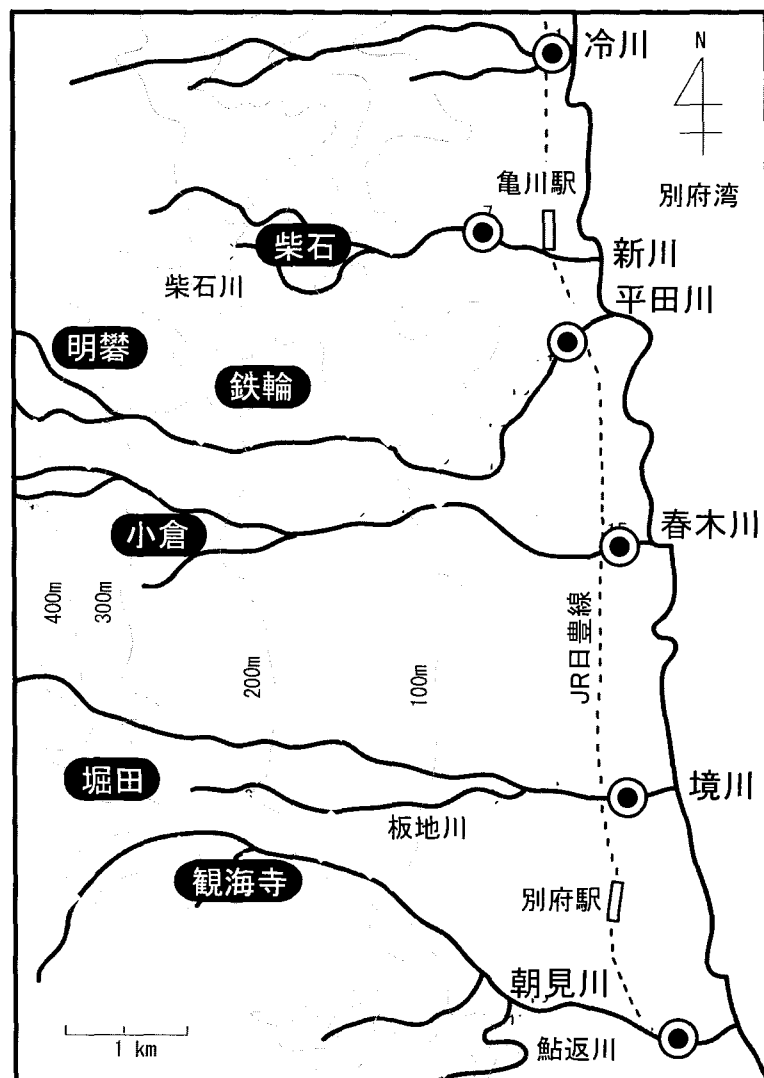 冷川
N
亀川駅
別府湾
7
柴石
新川
柴石川
平田川
明礬
鉄輪
小倉
春木川
15
400m
300m
JR日豊線
200m
100m
堀田
境川
板地川
観海寺
別府駅
朝見川
1 km
鮎返川